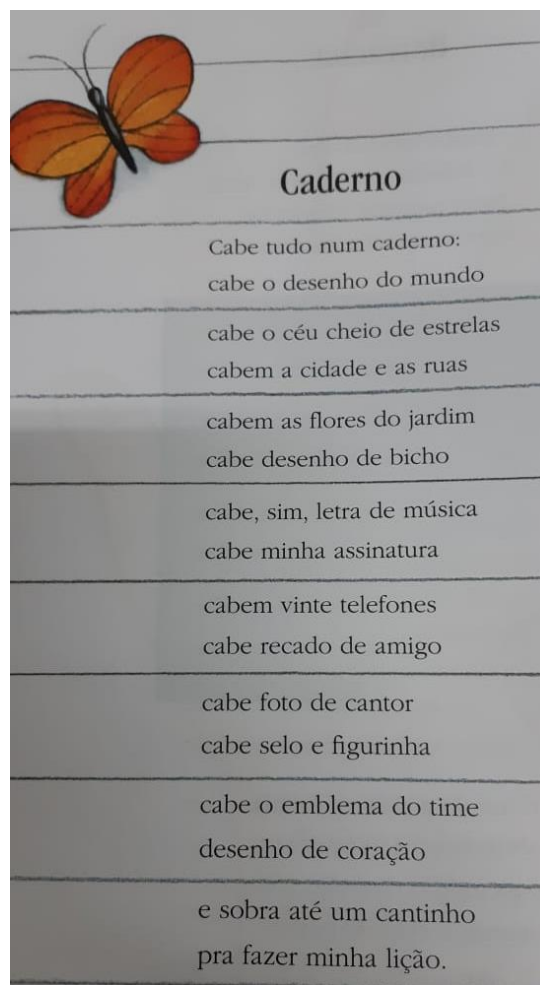 Caderno
Cabe tudo num caderno:
cabe o desenho do mundo
cabe o céu cheio de estrelas
cabem a cidade e as ruas
cabem as flores do jardim
cabe desenho de bicho
cabe, sim, letra de música
cabe minha assinatura
cabem vinte telefones
cabe recado de amigo
cabe foto de cantor
cabe selo e figurinha
cabe o emblema do time
desenho de coração
e sobra até um cantinho
pra fazer minha lição.